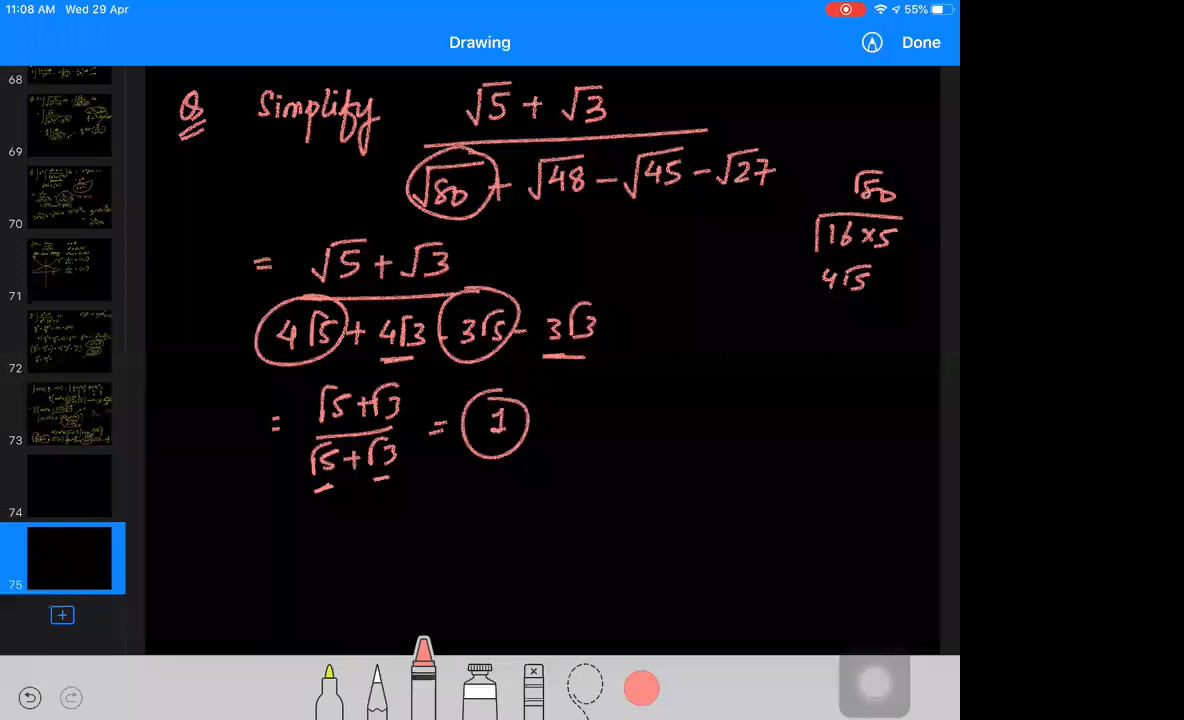 11:08 AM Wed 29 Apr
55%
Drawing
Done
68
69
70
71
72
73
74
75
Q Simplify √5 + √3
√80 + √48 - √45 - √27
√80
√16×5
4√5
= √5 + √3
4√5 + 4√3 - 3√5 - 3√3
= √5+√3
√5+√3
= 1